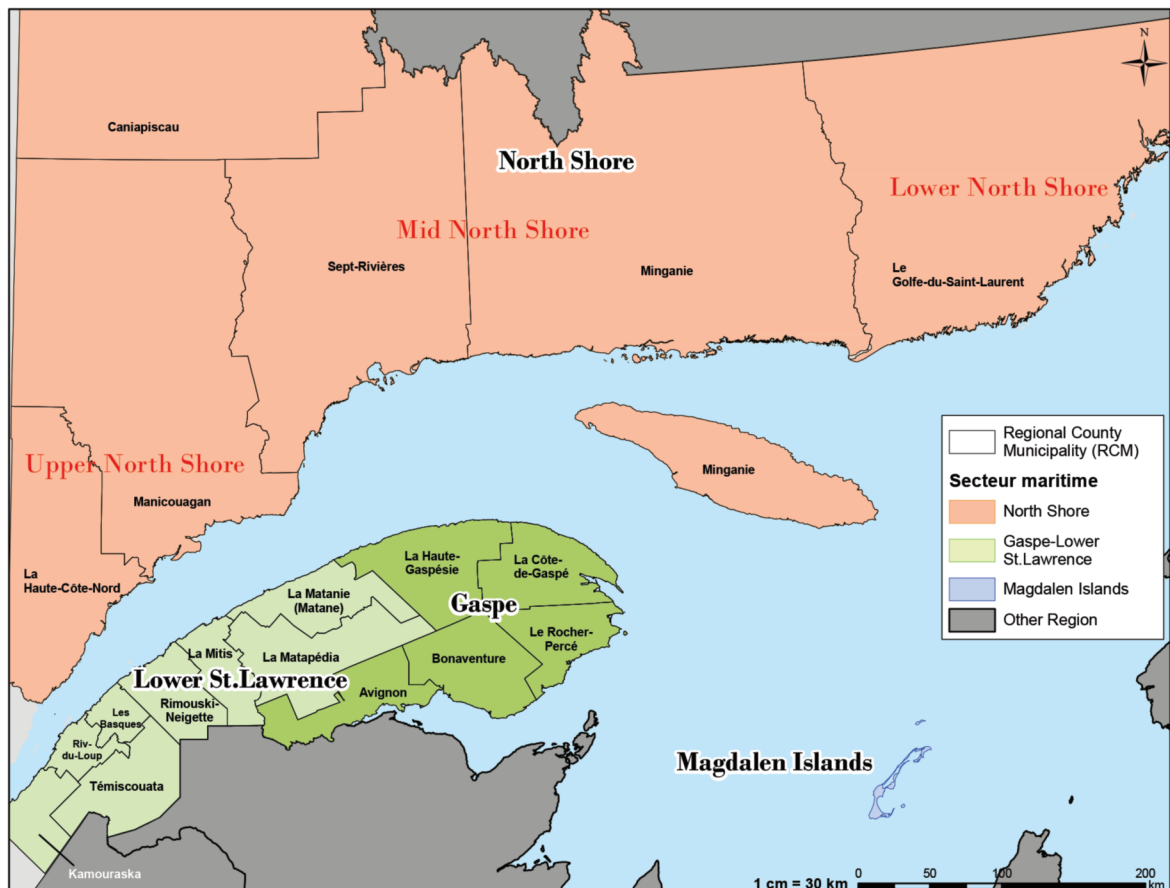 N
Caniapiscau
North Shore
Lower North Shore
Mid North Shore
Sept-Rivières
Minganie
Le
Golfe-du-Saint-Laurent
Upper North Shore
Manicouagan
Minganie
La
Haute-Côte-Nord
La Haute-
Gaspésie
La Côte-
de-Gaspé
La Matanie
(Matane)
Gaspe
Le Rocher-
Percé
La Mitis
La Matapédia
Bonaventure
Lower St.Lawrence
Avignon
Rimouski-
Neigette
Les
Basques
Riv-
du-Loup
Témiscouata
Kamouraska
Magdalen Islands
Regional County
Municipality (RCM)
Secteur maritime
North Shore
Gaspe-Lower
St.Lawrence
Magdalen Islands
Other Region
0 50 100 200
1 cm = 30 km
km